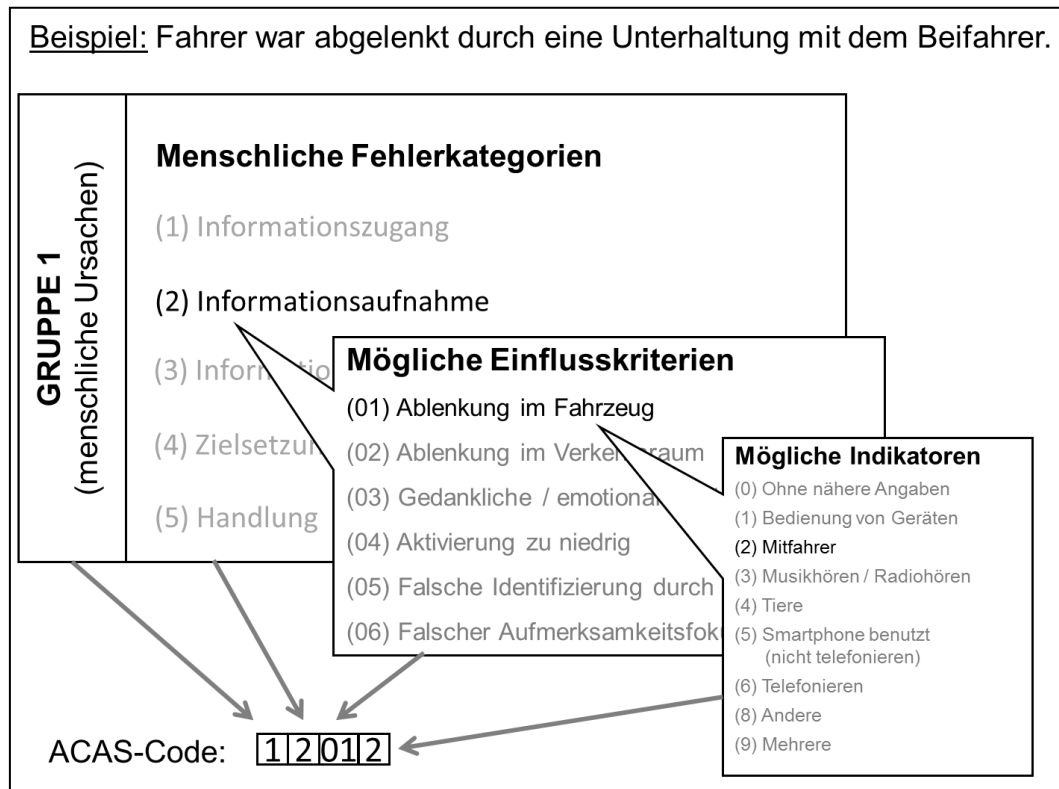 Beispiel: Fahrer war abgelenkt durch eine Unterhaltung mit dem Beifahrer.
GRUPPE 1
(menschliche Ursachen)
Menschliche Fehlerkategorien
(1) Informationszugang
(2) Informationsaufnahme
(3)
(4)
(5) Handlung
Mögliche Einflusskriterien
(01) Ablenkung im Fahrzeug
(02) Ablenkung im
(03) Gedankliche /
(04) Aktivierung zu niedrig
(05) Falsche Identifizierung durch
(06) Falscher
Mögliche Indikatoren
(0) Ohne nähere Angaben
(1) Bedienung von Geräten
(2) Mitfahrer
(3) Musikhören / Radiohören
(4) Tiere
(5) Smartphone benutzt
(nicht telefonieren)
(6) Telefonieren
(8) Andere
(9) Mehrere
ACAS-Code: 1 2 01 2